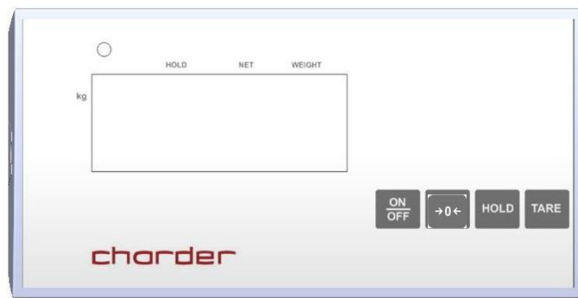 HOLD NET WEIGHT
kg
ON
OFF
→0←
HOLD
TARE
charder